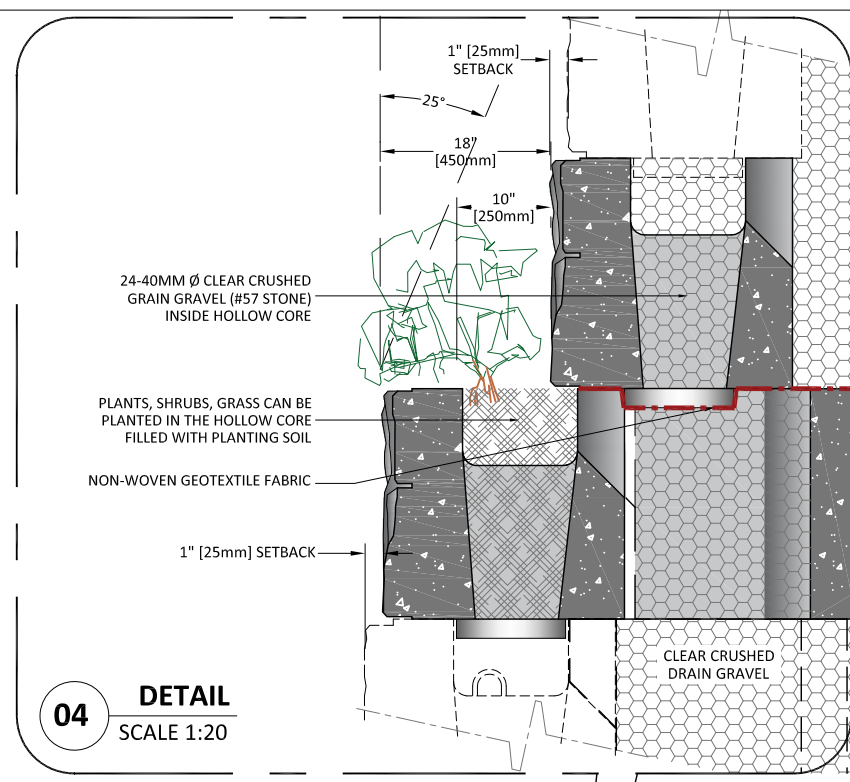 1" [25mm]
SETBACK
25°
18"
[450mm]
10"
[250mm]
24-40MM Ø CLEAR CRUSHED
GRAIN GRAVEL (#57 STONE)
INSIDE HOLLOW CORE
PLANTS, SHRUBS, GRASS CAN BE
PLANTED IN THE HOLLOW CORE
FILLED WITH PLANTING SOIL
NON-WOVEN GEOTEXTILE FABRIC
1" [25mm] SETBACK
CLEAR CRUSHED
DRAIN GRAVEL
04
DETAIL
SCALE 1:20